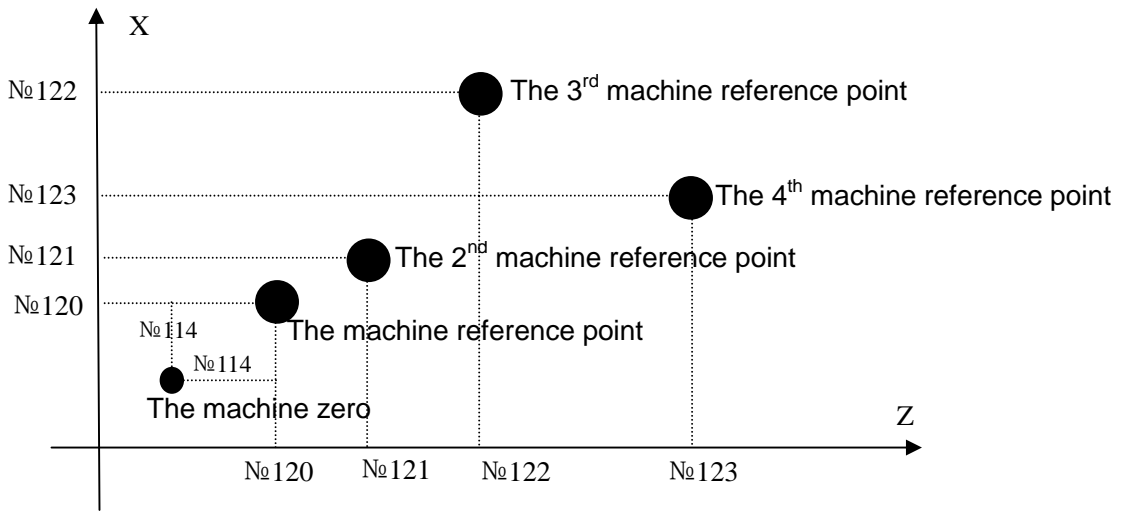 X
№122
The 3rd machine reference point
№123
The 4th machine reference point
№121
The 2nd machine reference point
№120
№114
The machine reference point
№114
The machine zero
Z
№120
№121
№122
№123